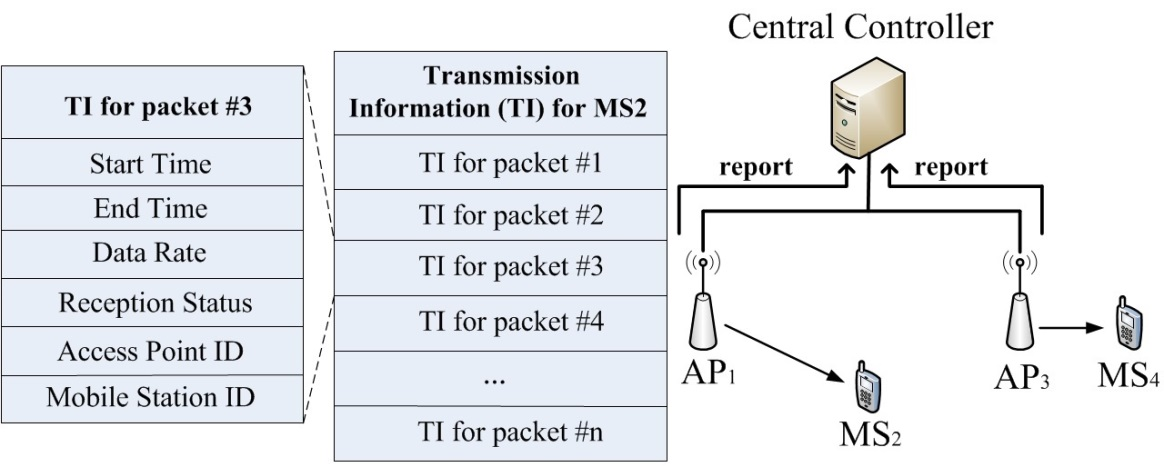 TI for packet #3
Start Time
End Time
Data Rate
Reception Status
Access Point ID
Mobile Station ID
Transmission
Information (TI) for MS2
TI for packet #1
TI for packet #2
TI for packet #3
TI for packet #4
...
TI for packet #n
Central Controller
report
report
AP1
MS2
AP3
MS4